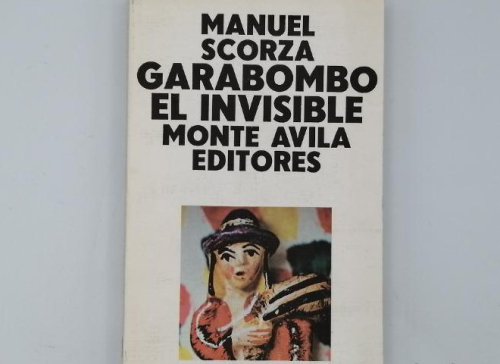 MANUEL
SCORZA
GARABOMBO
EL INVISIBLE
MONTE AVILA
EDITORES